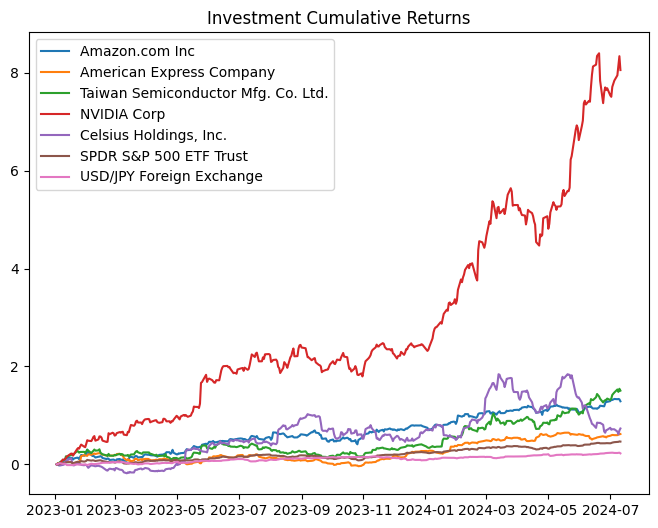 Investment Cumulative Returns
Amazon.com Inc
American Express Company
Taiwan Semiconductor Mfg. Co. Ltd.
NVIDIA Corp
Celsius Holdings, Inc.
SPDR S&P 500 ETF Trust
USD/JPY Foreign Exchange
8
6
4
2
0
2023-01 2023-03 2023-05 2023-07 2023-09 2023-11 2024-01 2024-03 2024-05 2024-07